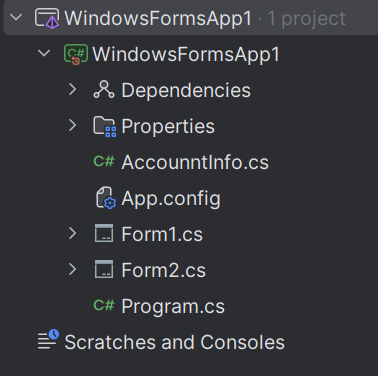 WindowsFormsApp1 · 1 project
C# WindowsFormsApp1
Dependencies
Properties
C# AccounntInfo.cs
App.config
Form1.cs
Form2.cs
C# Program.cs
Scratches and Consoles